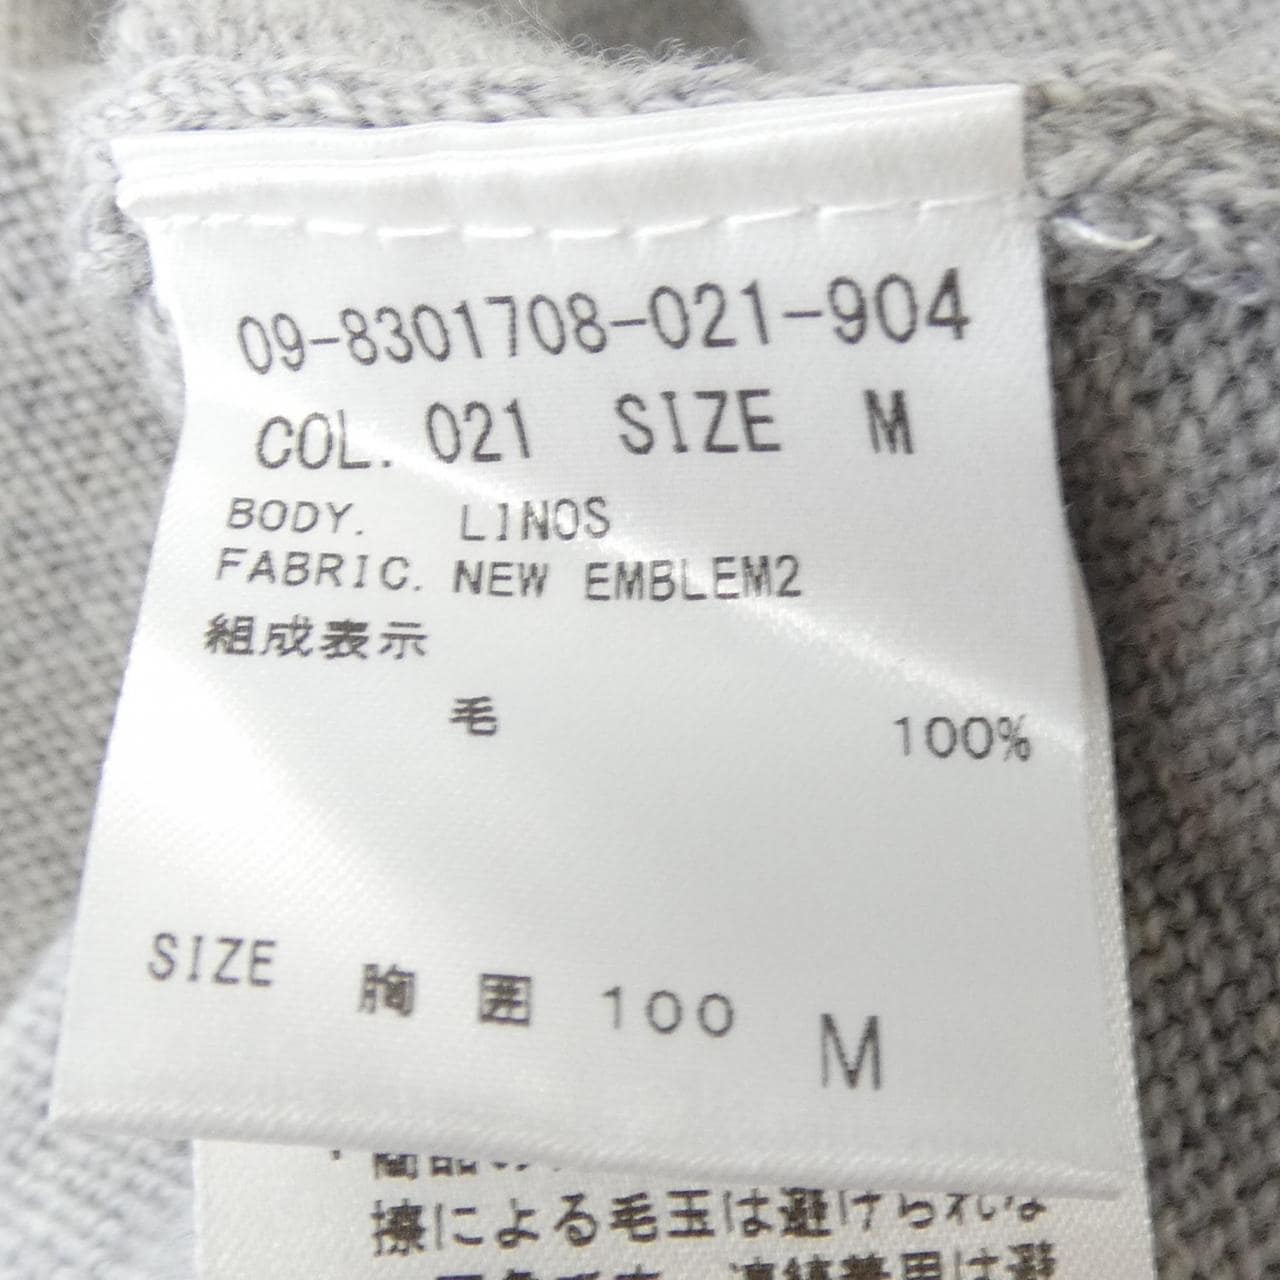 09-8301708-021-904
COL. 021 SIZE M
BODY. LINOS
FABRIC. NEW EMBLEM2
組成表示
毛 100%
SIZE 胸 囲 100 M
擦による毛玉は避けられな